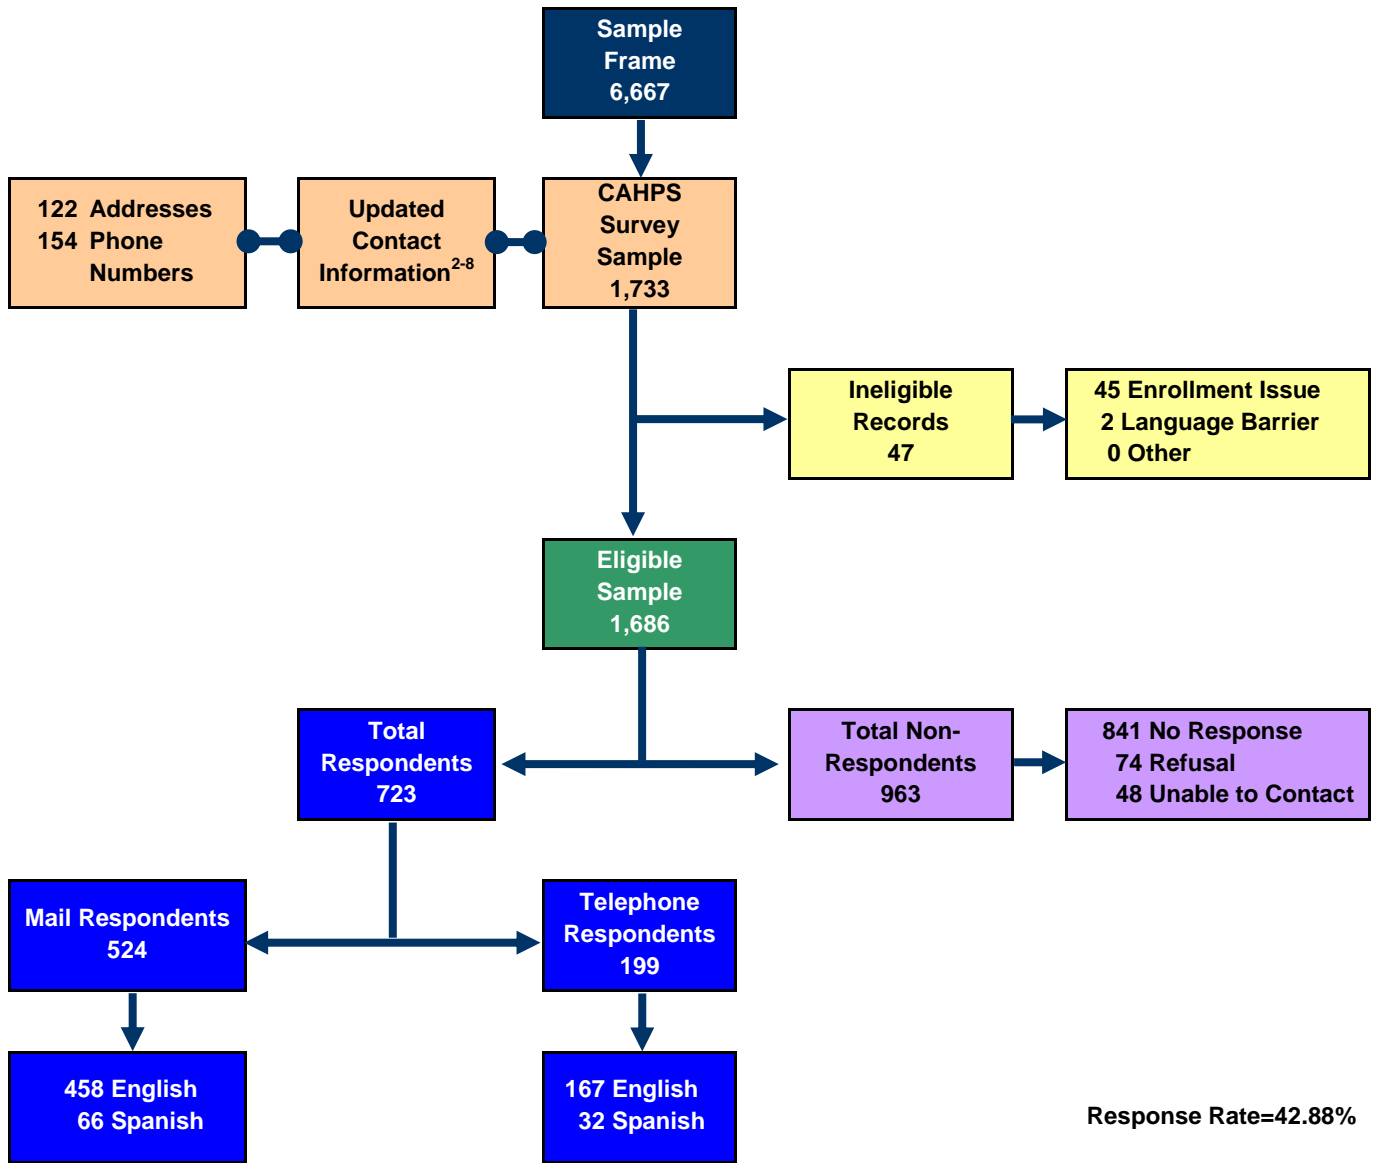 Sample
Frame
6,667
122 Addresses
154 Phone
Numbers
Updated
Contact
Information2-8
CAHPS
Survey
Sample
1,733
Ineligible
Records
47
45 Enrollment Issue
2 Language Barrier
0 Other
Eligible
Sample
1,686
Total
Respondents
723
Total Non-
Respondents
963
841 No Response
74 Refusal
48 Unable to Contact
Mail Respondents
524
Telephone
Respondents
199
458 English
66 Spanish
167 English
32 Spanish
Response Rate=42.88%